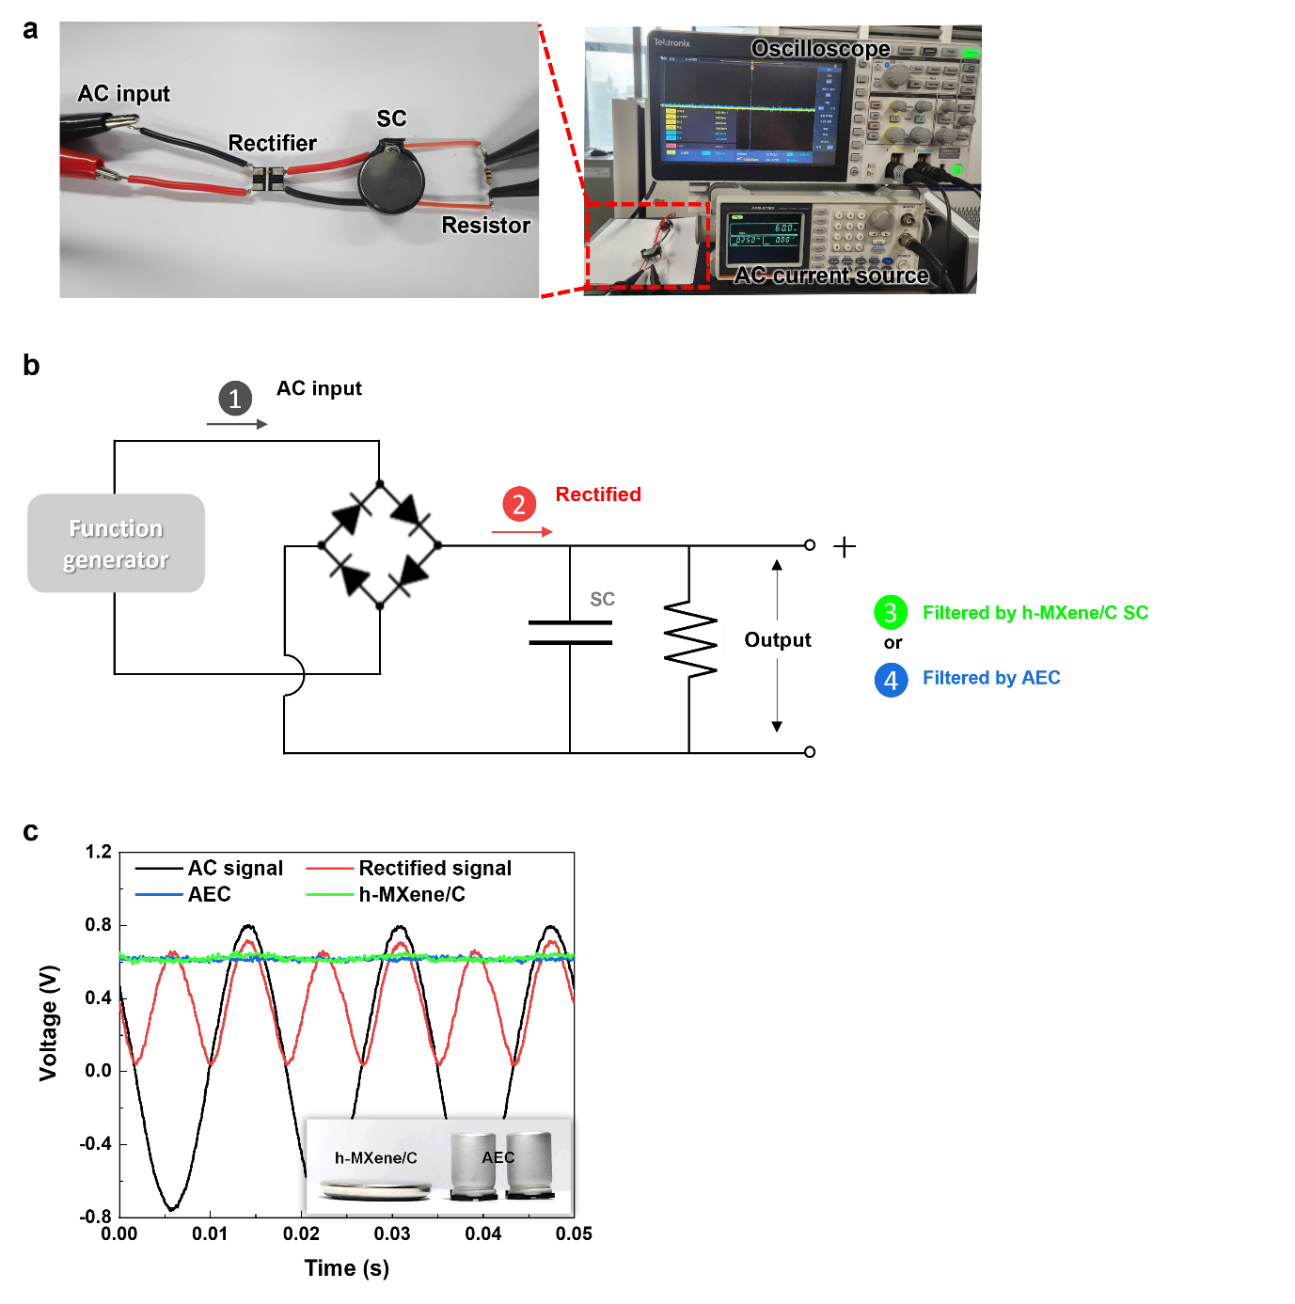 a
AC input
Rectifier
SC
Resistor
Tektronix
Oscilloscope
60.0
AC current source
b
1
AC input
Function
generator
2
Rectified
SC
Output
+
3
Filtered by h-MXene/C SC
or
4
Filtered by AEC
c
AC signal
Rectified signal
AEC
h-MXene/C
Voltage (V)
1.2
0.8
0.4
0.0
-0.4
-0.8
h-MXene/C
AEC
0.00
0.01
0.02
0.03
0.04
0.05
Time (s)